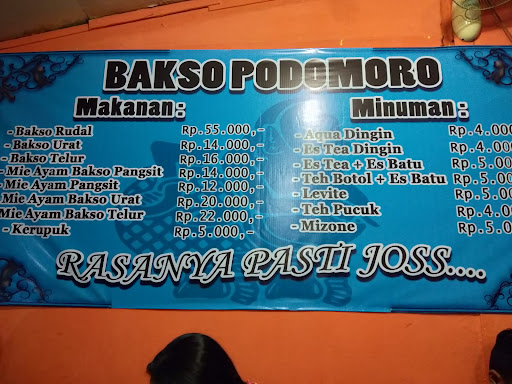 BAKSO PODOMORO
Makanan :
- Bakso Rudal Rp.55.000,-
- Bakso Urat Rp.14.000,-
- Bakso Telur Rp.16.000,-
- Mie Ayam Bakso Pangsit Rp.14.000,-
- Mie Ayam Pangsit Rp.12.000,-
- Mie Ayam Bakso Urat Rp.20.000,-
Mie Ayam Bakso Telur Rp.22.000,-
- Kerupuk Rp.5.000,-
Minuman :
- Aqua Dingin Rp.4.000
- Es Tea Dingin Rp.4.000
- Es Tea + Es Batu Rp.5.000
- Teh Botol + Es Batu Rp.5.000
- Levite Rp.5.000
- Teh Pucuk Rp.4.000
- Mizone Rp.5.000
RASANYA PASTI JOSS....